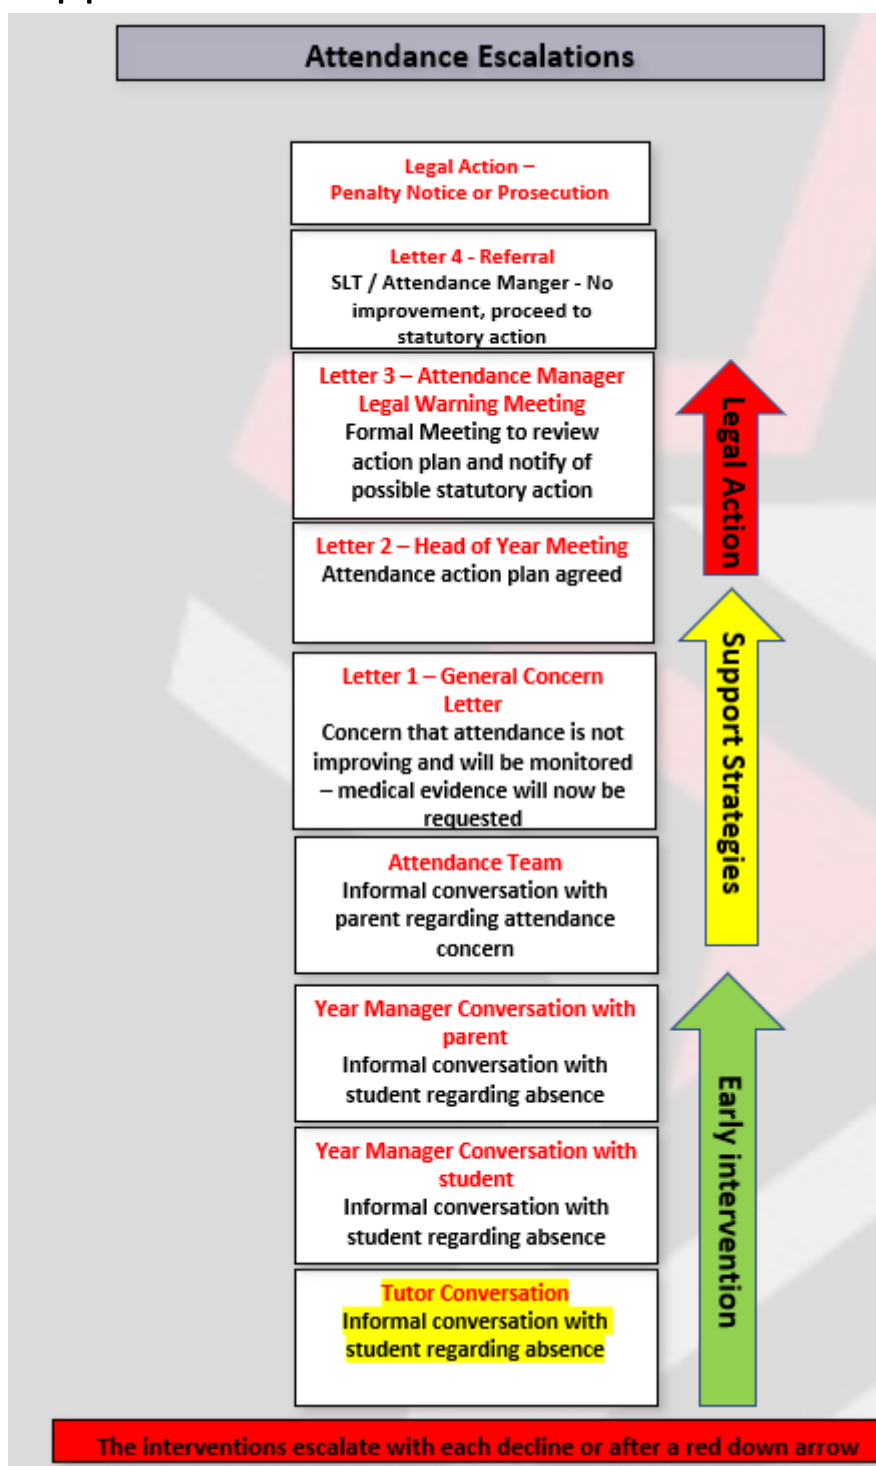 Attendance Escalations
Legal Action –
Penalty Notice or Prosecution
Letter 4 - Referral
SLT / Attendance Manger - No
improvement, proceed to
statutory action
Letter 3 – Attendance Manager
Legal Warning Meeting
Formal Meeting to review
action plan and notify of
possible statutory action
Letter 2 – Head of Year Meeting
Attendance action plan agreed
Letter 1 – General Concern
Letter
Concern that attendance is not
improving and will be monitored
– medical evidence will now be
requested
Attendance Team
Informal conversation with
parent regarding attendance
concern
Year Manager Conversation with
parent
Informal conversation with
student regarding absence
Year Manager Conversation with
student
Informal conversation with
student regarding absence
Tutor Conversation
Informal conversation with
student regarding absence
Legal Action
Support Strategies
Early intervention
The interventions escalate with each decline or after a red down arrow